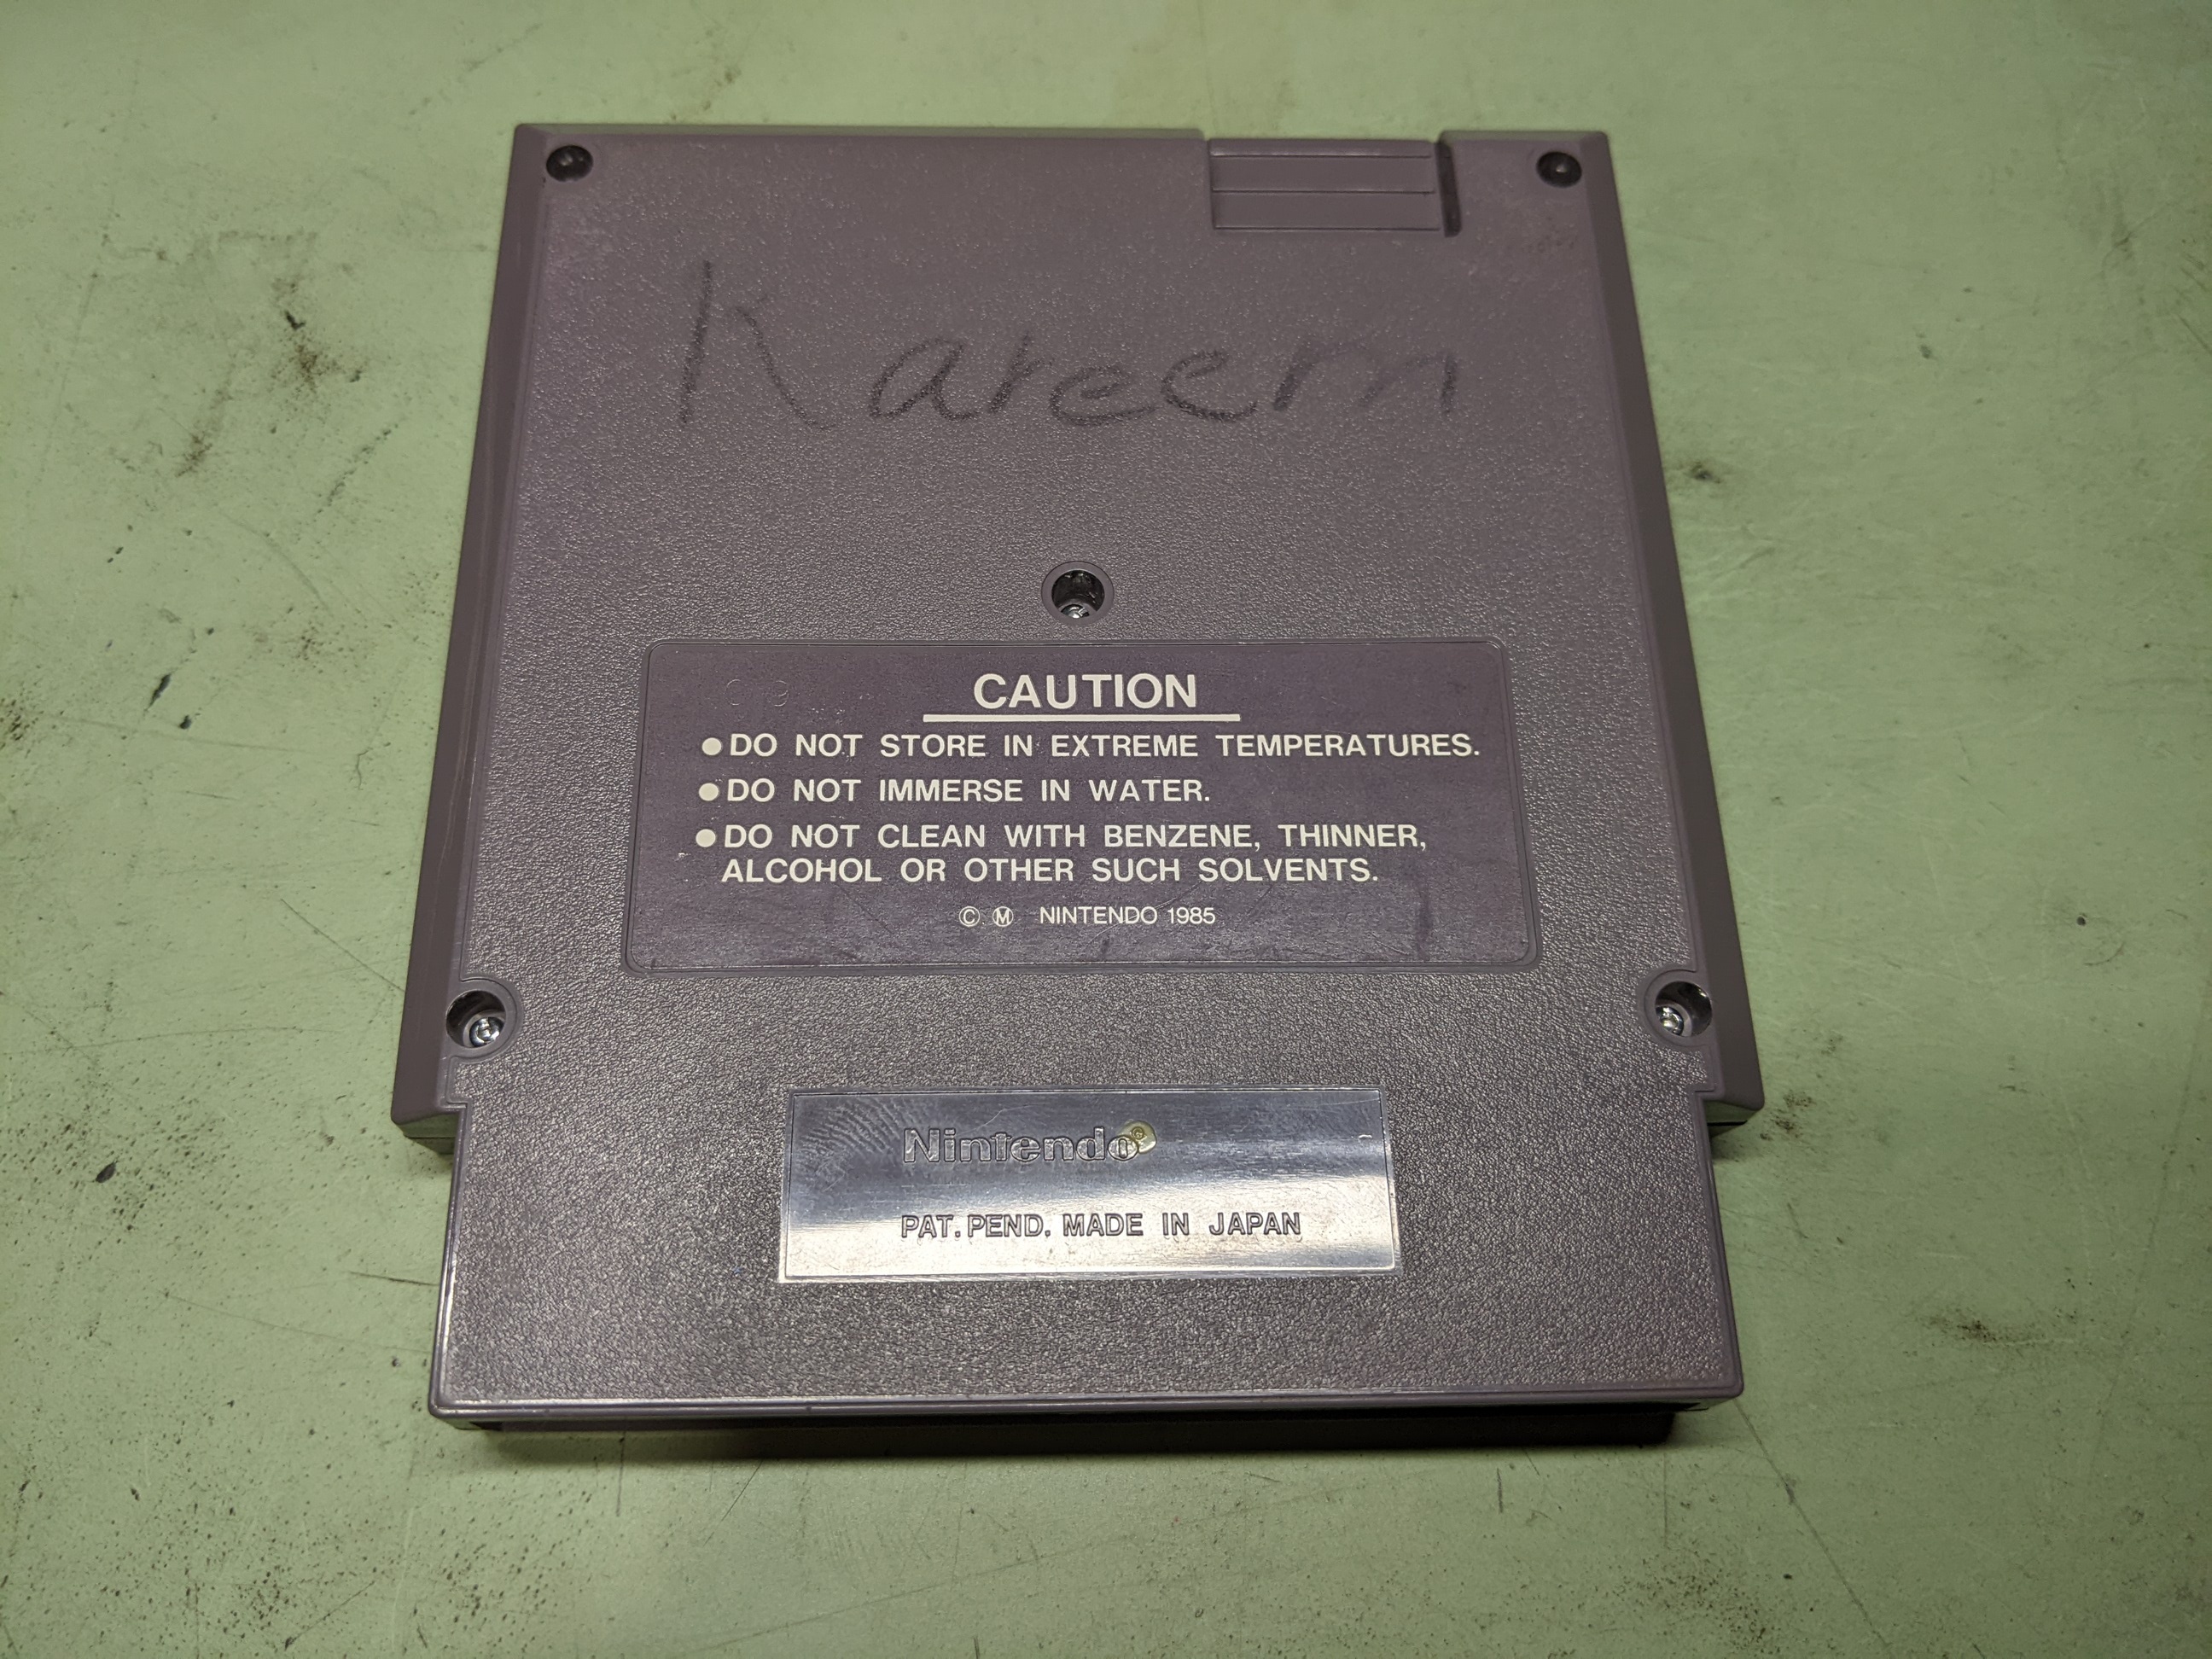 Kareem
CAUTION
●DO NOT STORE IN EXTREME TEMPERATURES.
●DO NOT IMMERSE IN WATER.
●DO NOT CLEAN WITH BENZENE, THINNER,
ALCOHOL OR OTHER SUCH SOLVENTS.
© Ⓜ NINTENDO 1985
Nintendo®
PAT. PEND. MADE IN JAPAN